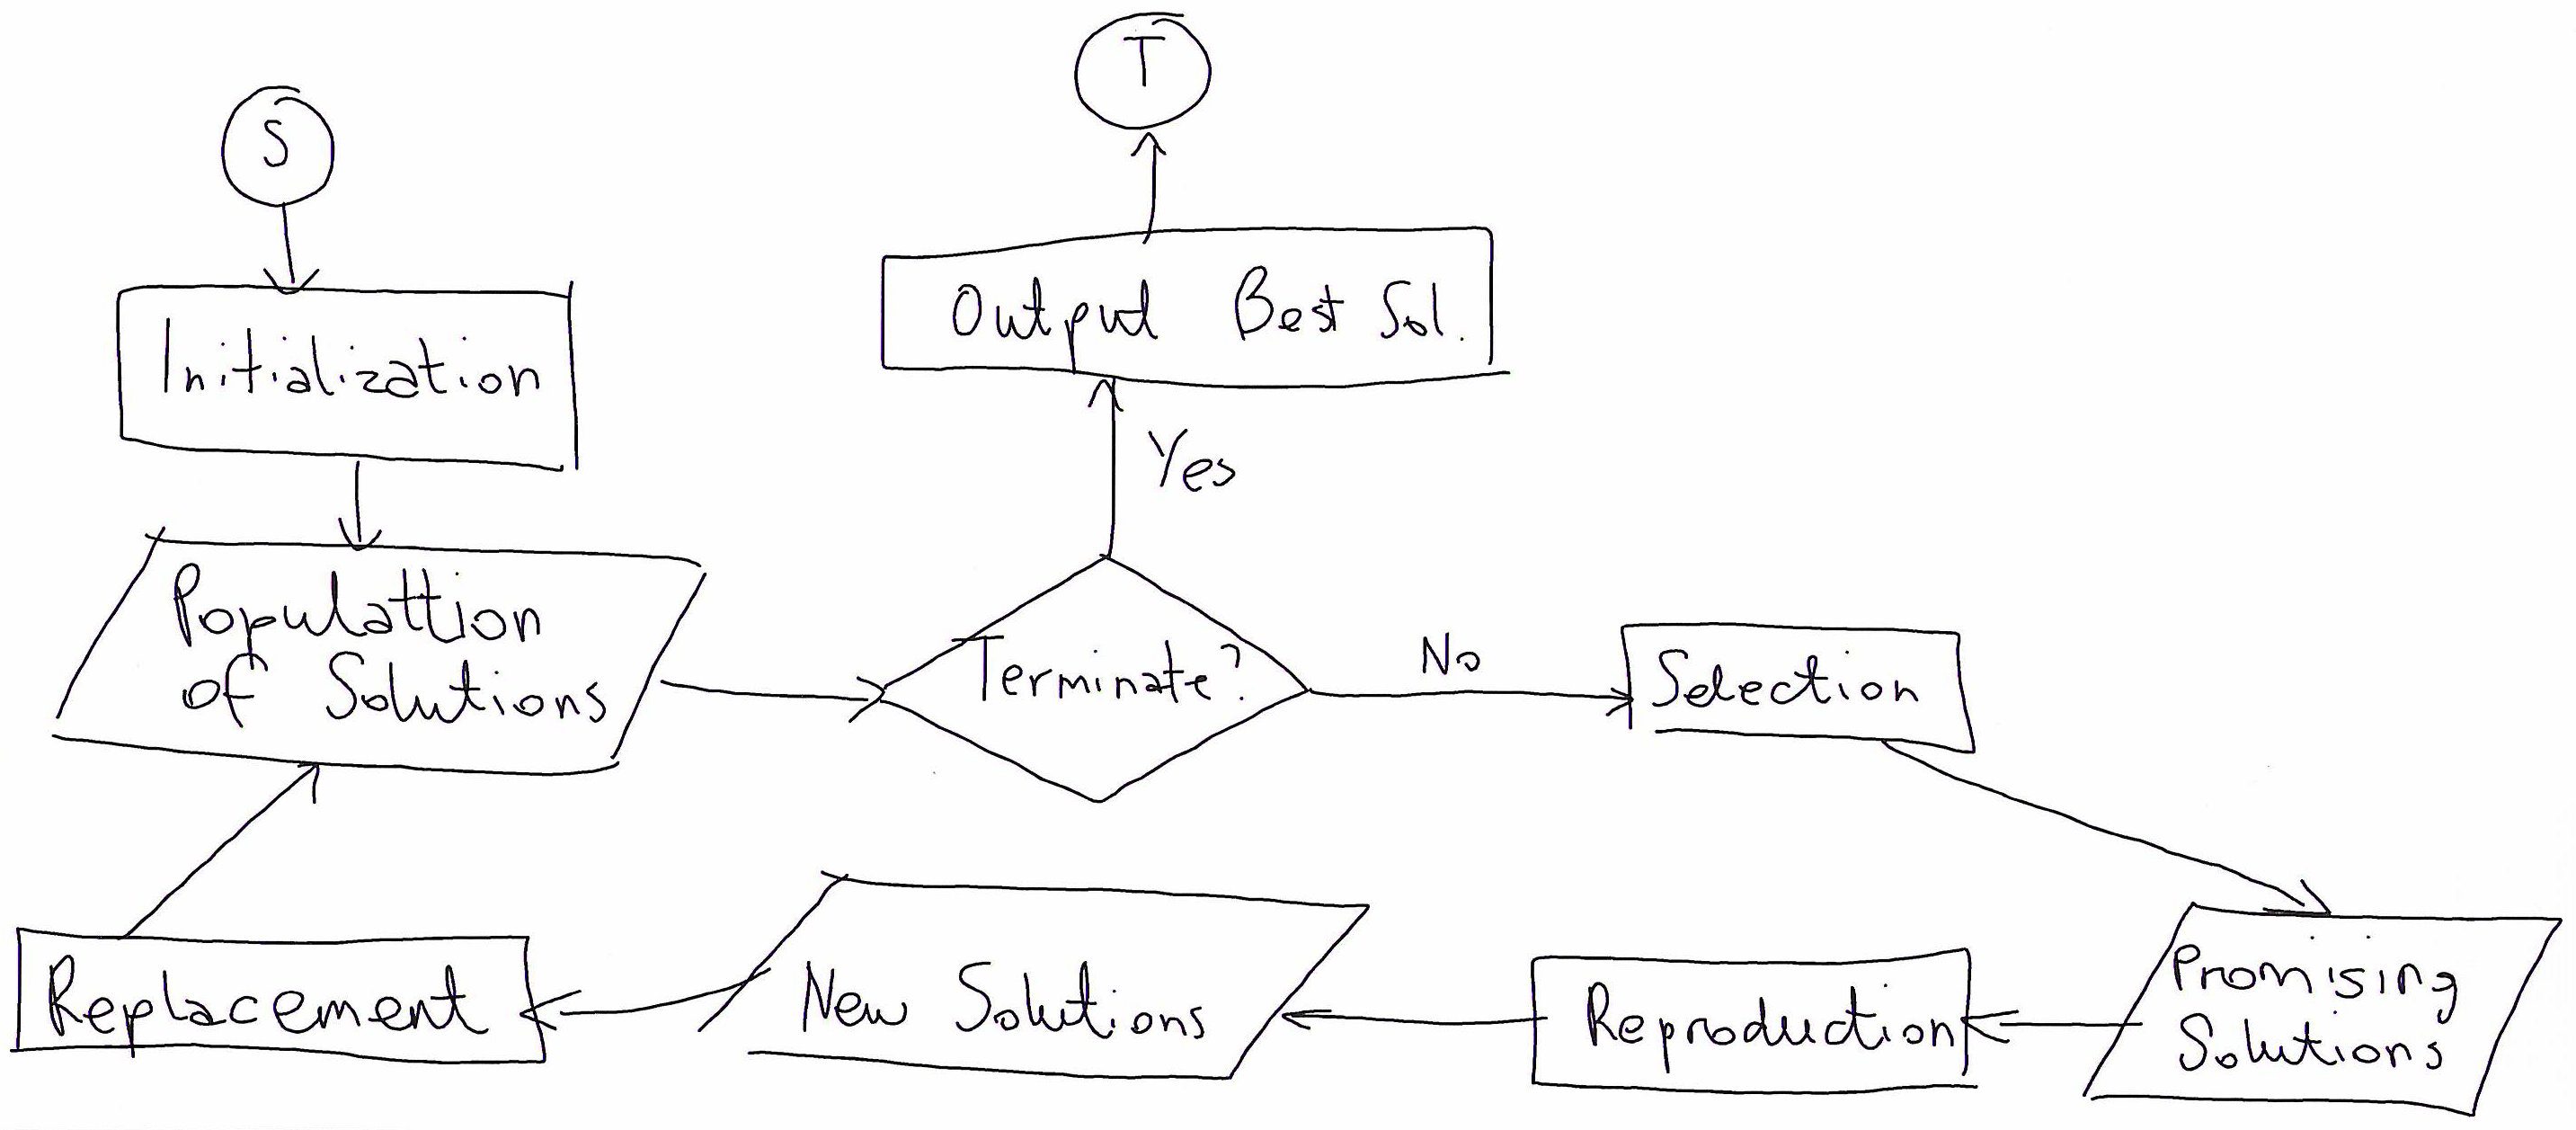 T
S
Output Best Sol.
Initialization
Yes
Populattion
of Solutions
Terminate?
No
Selection
Replacement
New Solutions
Reproduction
Promising
Solutions